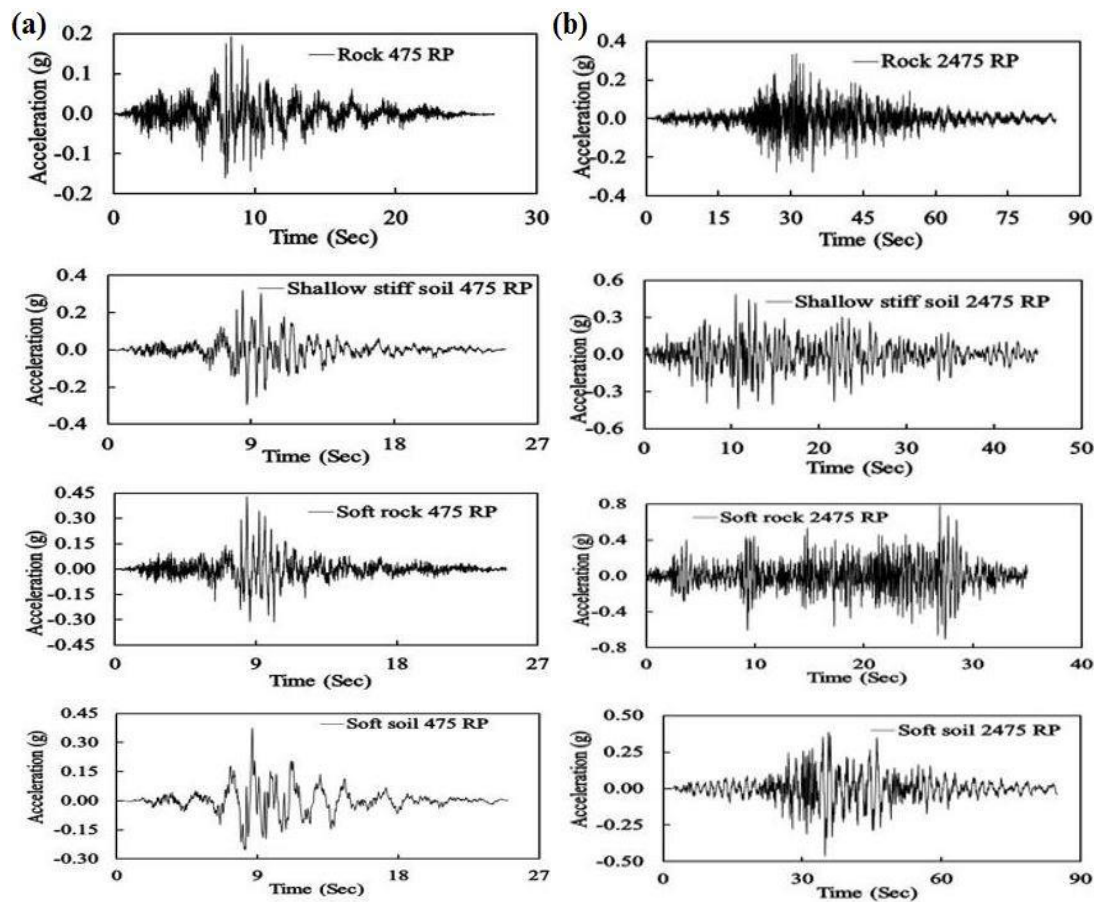 (a)
Acceleration (g)
0.2
0.1
0.0
-0.1
-0.2
Rock 475 RP
0 10 20 30
Time (Sec)
Acceleration (g)
0.4
0.2
0.0
-0.2
-0.4
Shallow stiff soil 475 RP
0 9 18 27
Time (Sec)
Acceleration (g)
0.45
0.30
0.15
0.00
-0.15
-0.30
-0.45
Soft rock 475 RP
0 9 18 27
Time (Sec)
Acceleration (g)
0.45
0.30
0.15
0.00
-0.15
-0.30
Soft soil 475 RP
0 9 18 27
Time (Sec)
(b)
Acceleration (g)
0.4
0.2
0.0
-0.2
-0.4
Rock 2475 RP
0 15 30 45 60 75 90
Time (Sec)
Acceleration (g)
0.6
0.3
0.0
-0.3
-0.6
Shallow stiff soil 2475 RP
0 10 20 30 40 50
Time (Sec)
Acceleration (g)
0.8
0.4
0.0
-0.4
-0.8
Soft rock 2475 RP
0 10 20 30 40
Time (Sec)
Acceleration (g)
0.50
0.25
0.00
-0.25
-0.50
Soft soil 2475 RP
0 30 60 90
Time (Sec)